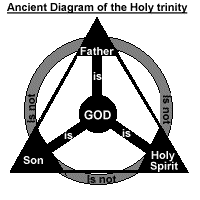 Ancient Diagram of the Holy trinity
Father
is
is not
is not
GOD
is
is
Son
Holy
Spirit
is not